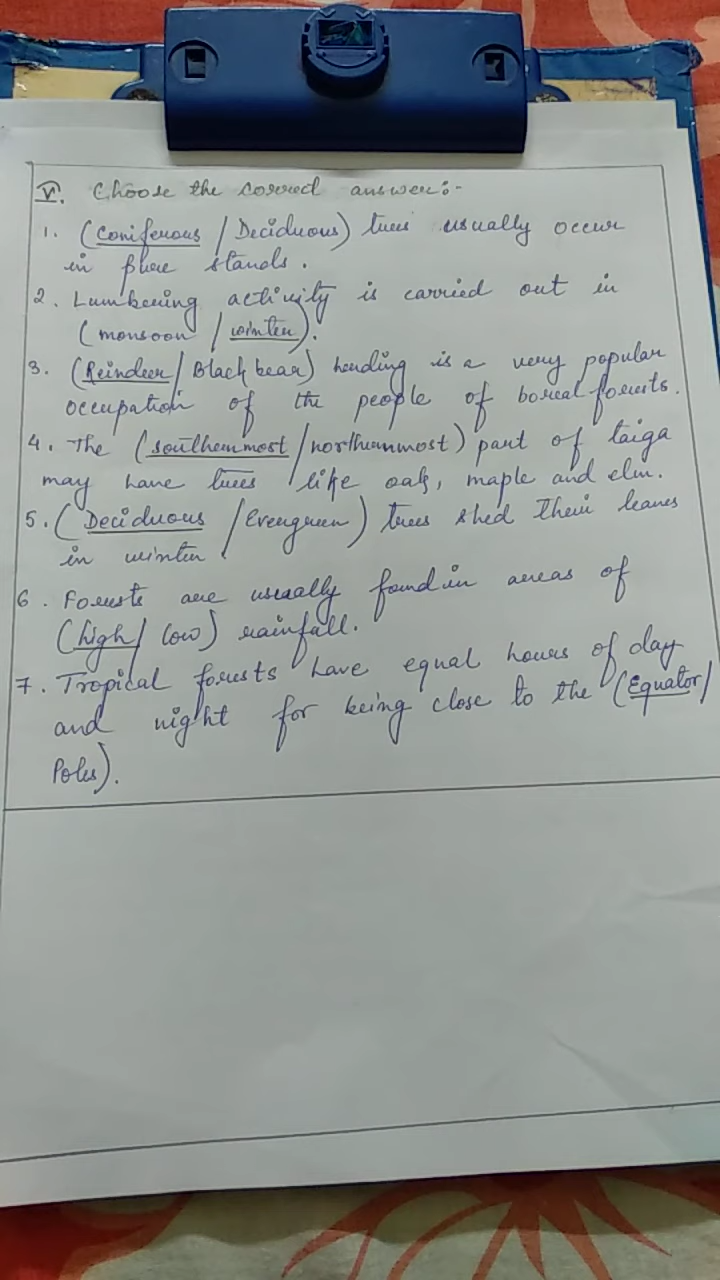 V. Choose the correct answer:-
1. (Coniferous / Deciduous) trees usually occur
in pure stands.
2. Lumbering activity is carried out in
(monsoon / winter).
3. (Reindeer / Black bear) herding is a very popular
occupation of the people of boreal forests.
4. The (southernmost / northernmost) part of taiga
may have trees like oak, maple and elm.
5. (Deciduous / Evergreen) trees shed their leaves
in winter
6. Forests are usually found in areas of
(high / low) rainfall.
7. Tropical forests have equal hours of day
and night for being close to the (Equator /
Poles).